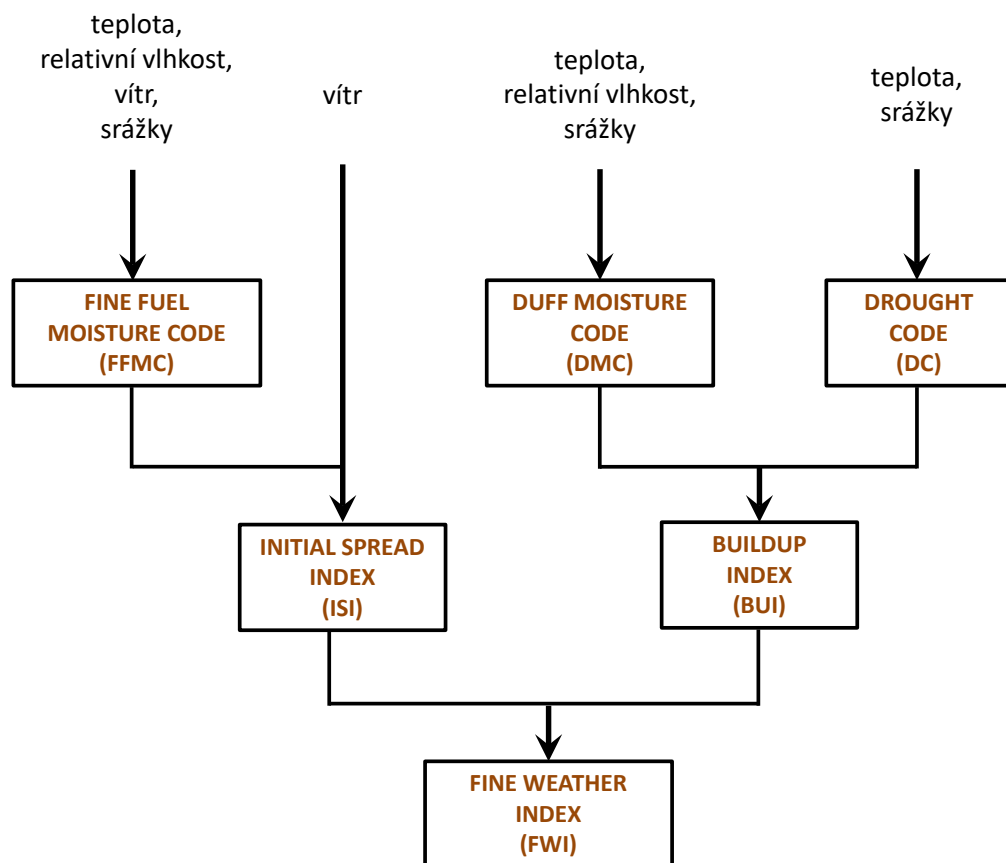 teplota,
relativní vlhkost,
vítr,
srážky
vítr
teplota,
relativní vlhkost,
srážky
teplota,
srážky
FINE FUEL
MOISTURE CODE
(FFMC)
DUFF MOISTURE
CODE
(DMC)
DROUGHT
CODE
(DC)
INITIAL SPREAD
INDEX
(ISI)
BUILDUP
INDEX
(BUI)
FINE WEATHER
INDEX
(FWI)